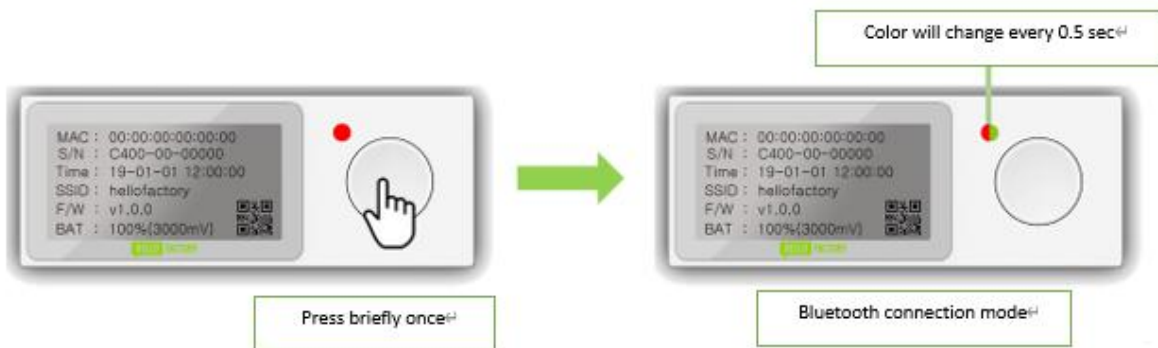 Color will change every 0.5 sec↵
MAC : 00:00:00:00:00:00
S/N : C400-00-00000
Time : 19-01-01 12:00:00
SSID : hellofactory
F/W : v1.0.0
BAT : 100%(3000mV)
Press briefly once↵
MAC : 00:00:00:00:00:00
S/N : C400-00-00000
Time : 19-01-01 12:00:00
SSID : hellofactory
F/W : v1.0.0
BAT : 100%(3000mV)
Bluetooth connection mode↵